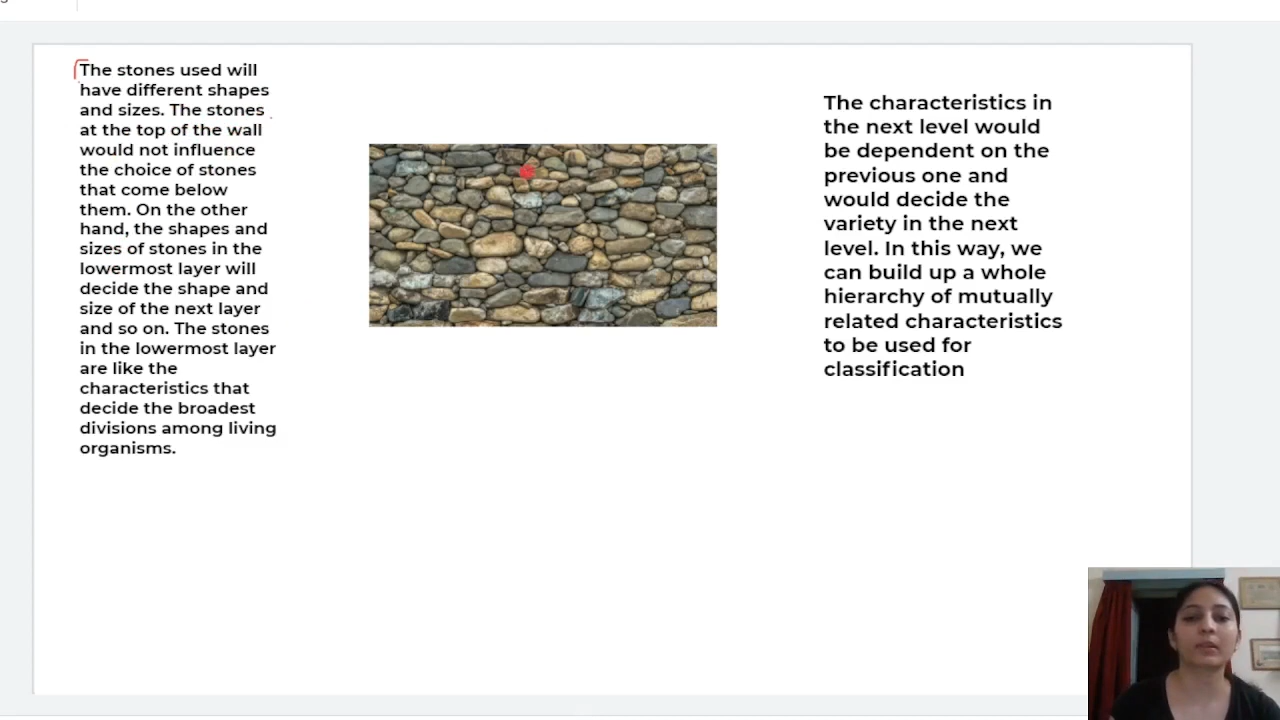 The stones used will
have different shapes
and sizes. The stones
at the top of the wall
would not influence
the choice of stones
that come below
them. On the other
hand, the shapes and
sizes of stones in the
lowermost layer will
decide the shape and
size of the next layer
and so on. The stones
in the lowermost layer
are like the
characteristics that
decide the broadest
divisions among living
organisms.
The characteristics in
the next level would
be dependent on the
previous one and
would decide the
variety in the next
level. In this way, we
can build up a whole
hierarchy of mutually
related characteristics
to be used for
classification